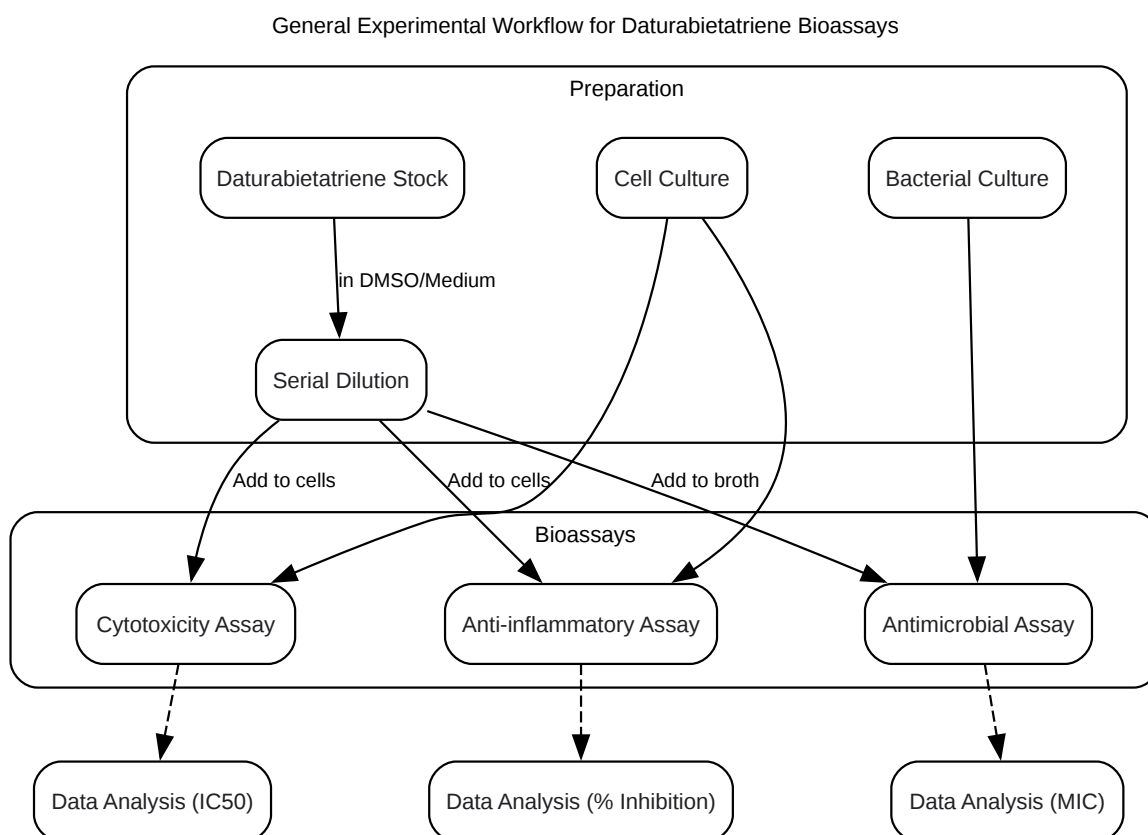 General Experimental Workflow for Daturabietatriene Bioassays
Preparation
Daturabietatriene Stock
Cell Culture
Bacterial Culture
in DMSO/Medium
Serial Dilution
Add to cells
Add to cells
Add to broth
Bioassays
Cytotoxicity Assay
Anti-inflammatory Assay
Antimicrobial Assay
Data Analysis (IC50)
Data Analysis (% Inhibition)
Data Analysis (MIC)